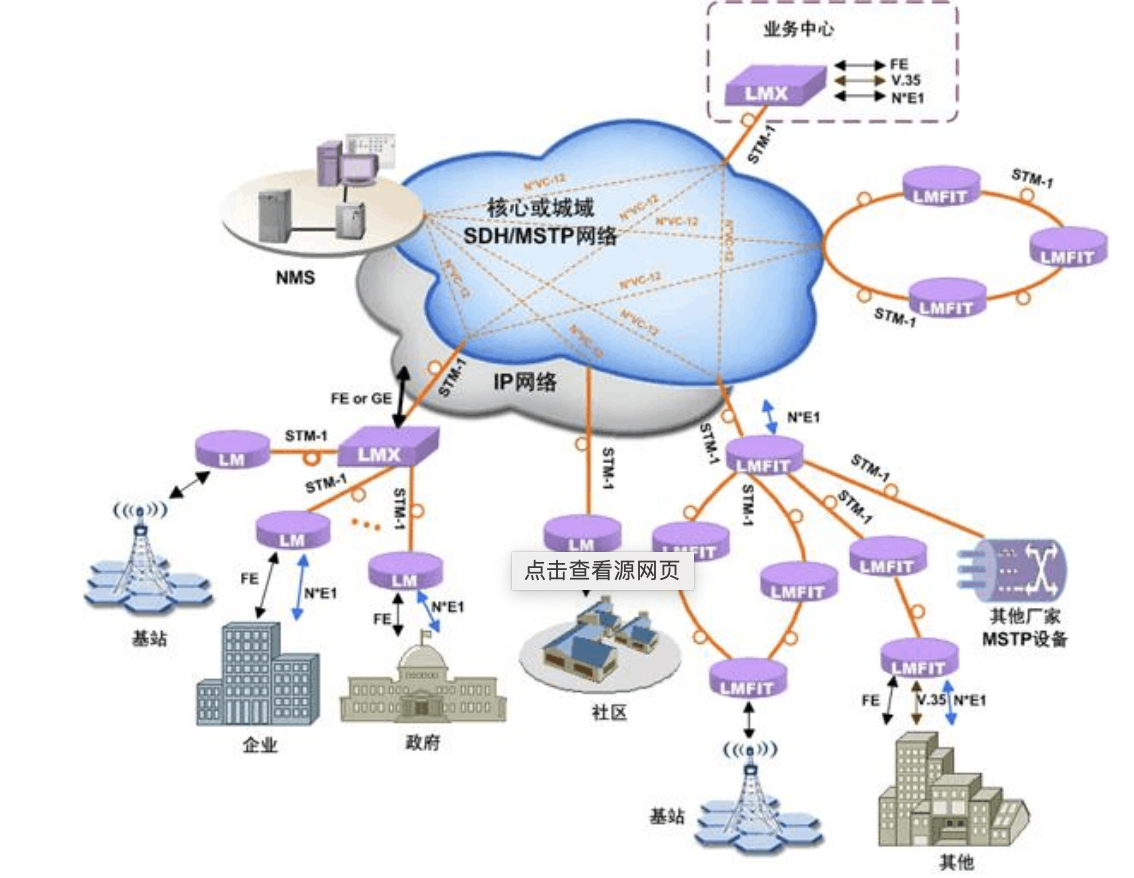 业务中心
FE
V.35
N*E1
LMX
STM-1
NMS
核心或城域
SDH/MSTP网络
N*VC-12
N*VC-12
N*VC-12
N*VC-12
N*VC-12
N*VC-12
N*VC-12
N*VC-12
LMFIT
STM-1
LMFIT
LMFIT
STM-1
IP网络
STM-1
FE or GE
N*E1
STM-1
LMX
STM-1
LM
STM-1
STM-1
LM
LM
FE
N*E1
FE
N*E1
基站
企业
政府
STM-1
LM
点击查看源网页
社区
STM-1
LMFIT
STM-1
STM-1
STM-1
LMFIT
LMFIT
LMFIT
LMFIT
其他厂家
MSTP设备
LMFIT
FE
V.35
N*E1
基站
其他